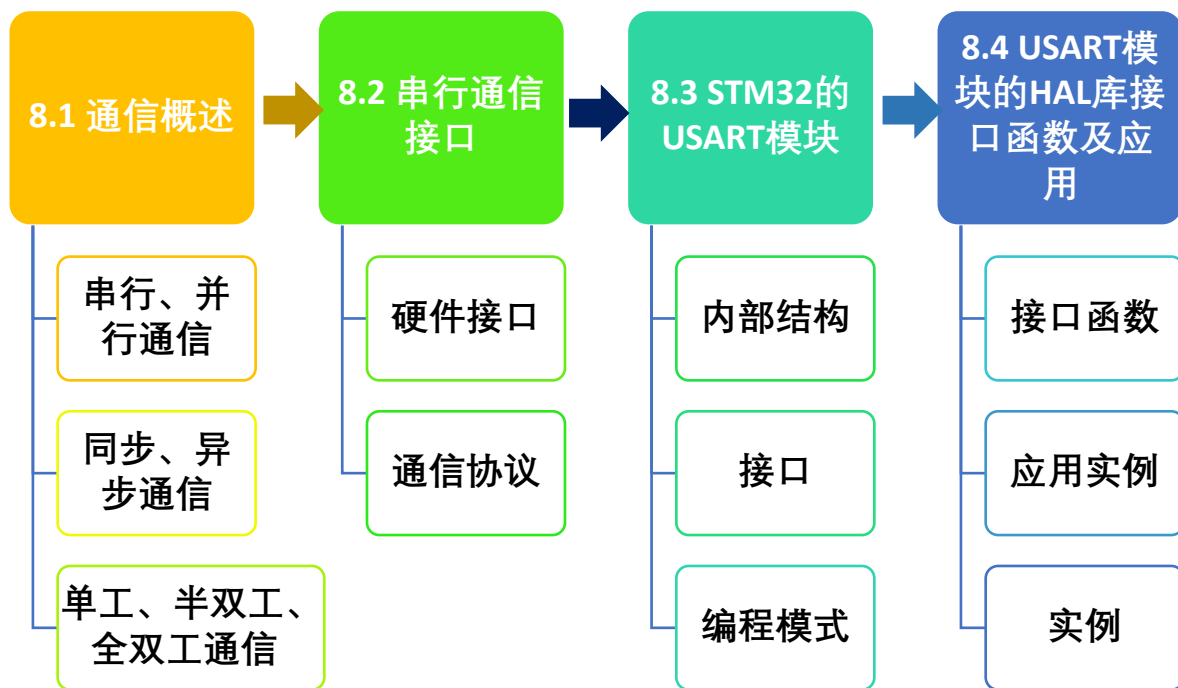 8.1 通信概述
串行、并
行通信
同步、异
步通信
单工、半双工、
全双工通信
8.2 串行通信
接口
硬件接口
通信协议
8.3 STM32的
USART模块
内部结构
接口
编程模式
8.4 USART模
块的HAL库接
口函数及应
用
接口函数
应用实例
实例